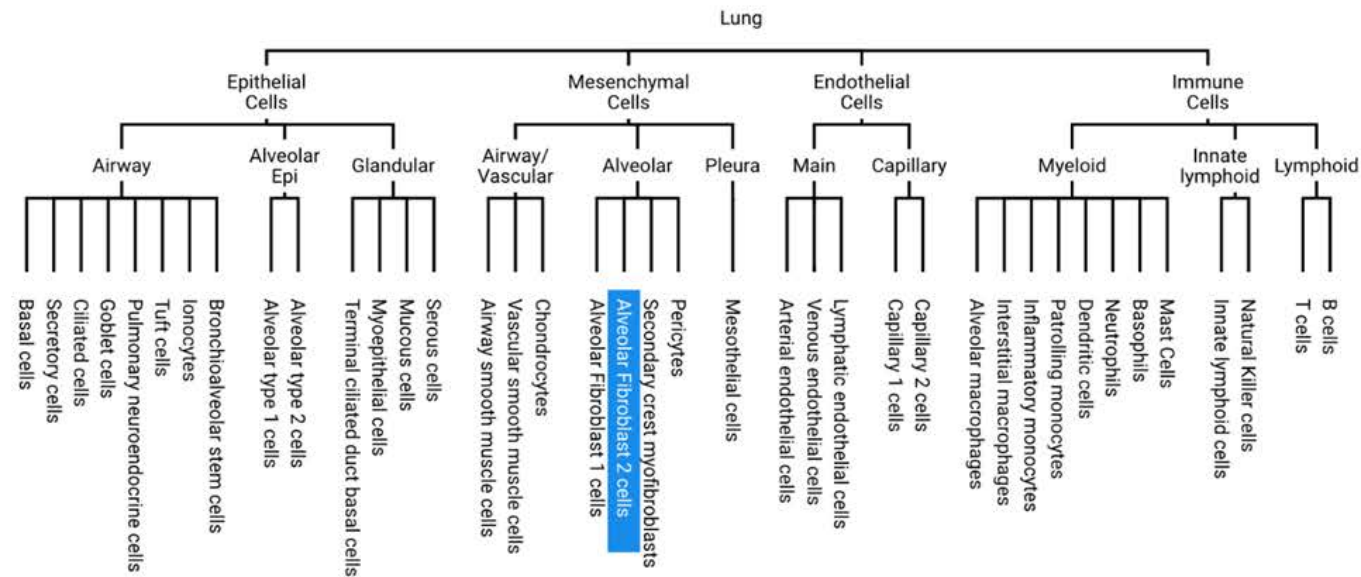 Lung
Epithelial
Cells
Mesenchymal
Cells
Endothelial
Cells
Immune
Cells
Airway
Alveolar
Epi
Glandular
Airway/
Vascular
Alveolar
Pleura
Main
Capillary
Myeloid
Innate
lymphoid
Lymphoid
Basal cells
Secretory cells
Ciliated cells
Goblet cells
Pulmonary neuroendocrine cells
Tuft cells
Ionocytes
Bronchioalveolar stem cells
Alveolar type 1 cells
Alveolar type 2 cells
Terminal ciliated duct basal cells
Myoepithelial cells
Mucous cells
Serous cells
Airway smooth muscle cells
Vascular smooth muscle cells
Chondrocytes
Alveolar Fibroblast 1 cells
Alveolar Fibroblast 2 cells
Secondary crest myofibroblasts
Pericytes
Mesothelial cells
Arterial endothelial cells
Venous endothelial cells
Lymphatic endothelial cells
Capillary 1 cells
Capillary 2 cells
Alveolar macrophages
Interstitial macrophages
Inflammatory monocytes
Patrolling monocytes
Dendritic cells
Neutrophils
Basophils
Mast Cells
Innate lymphoid cells
Natural Killer cells
T cells
B cells